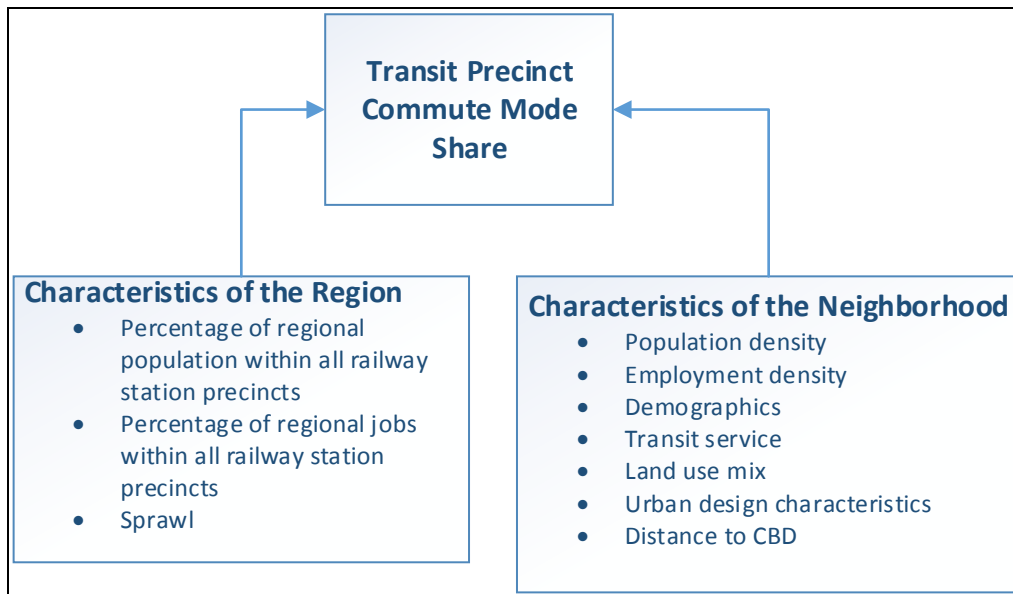 Transit Precinct
Commute Mode
Share
Characteristics of the Region
• Percentage of regional
population within all railway
station precincts
• Percentage of regional jobs
within all railway station
precincts
• Sprawl
Characteristics of the Neighborhood
• Population density
• Employment density
• Demographics
• Transit service
• Land use mix
• Urban design characteristics
• Distance to CBD